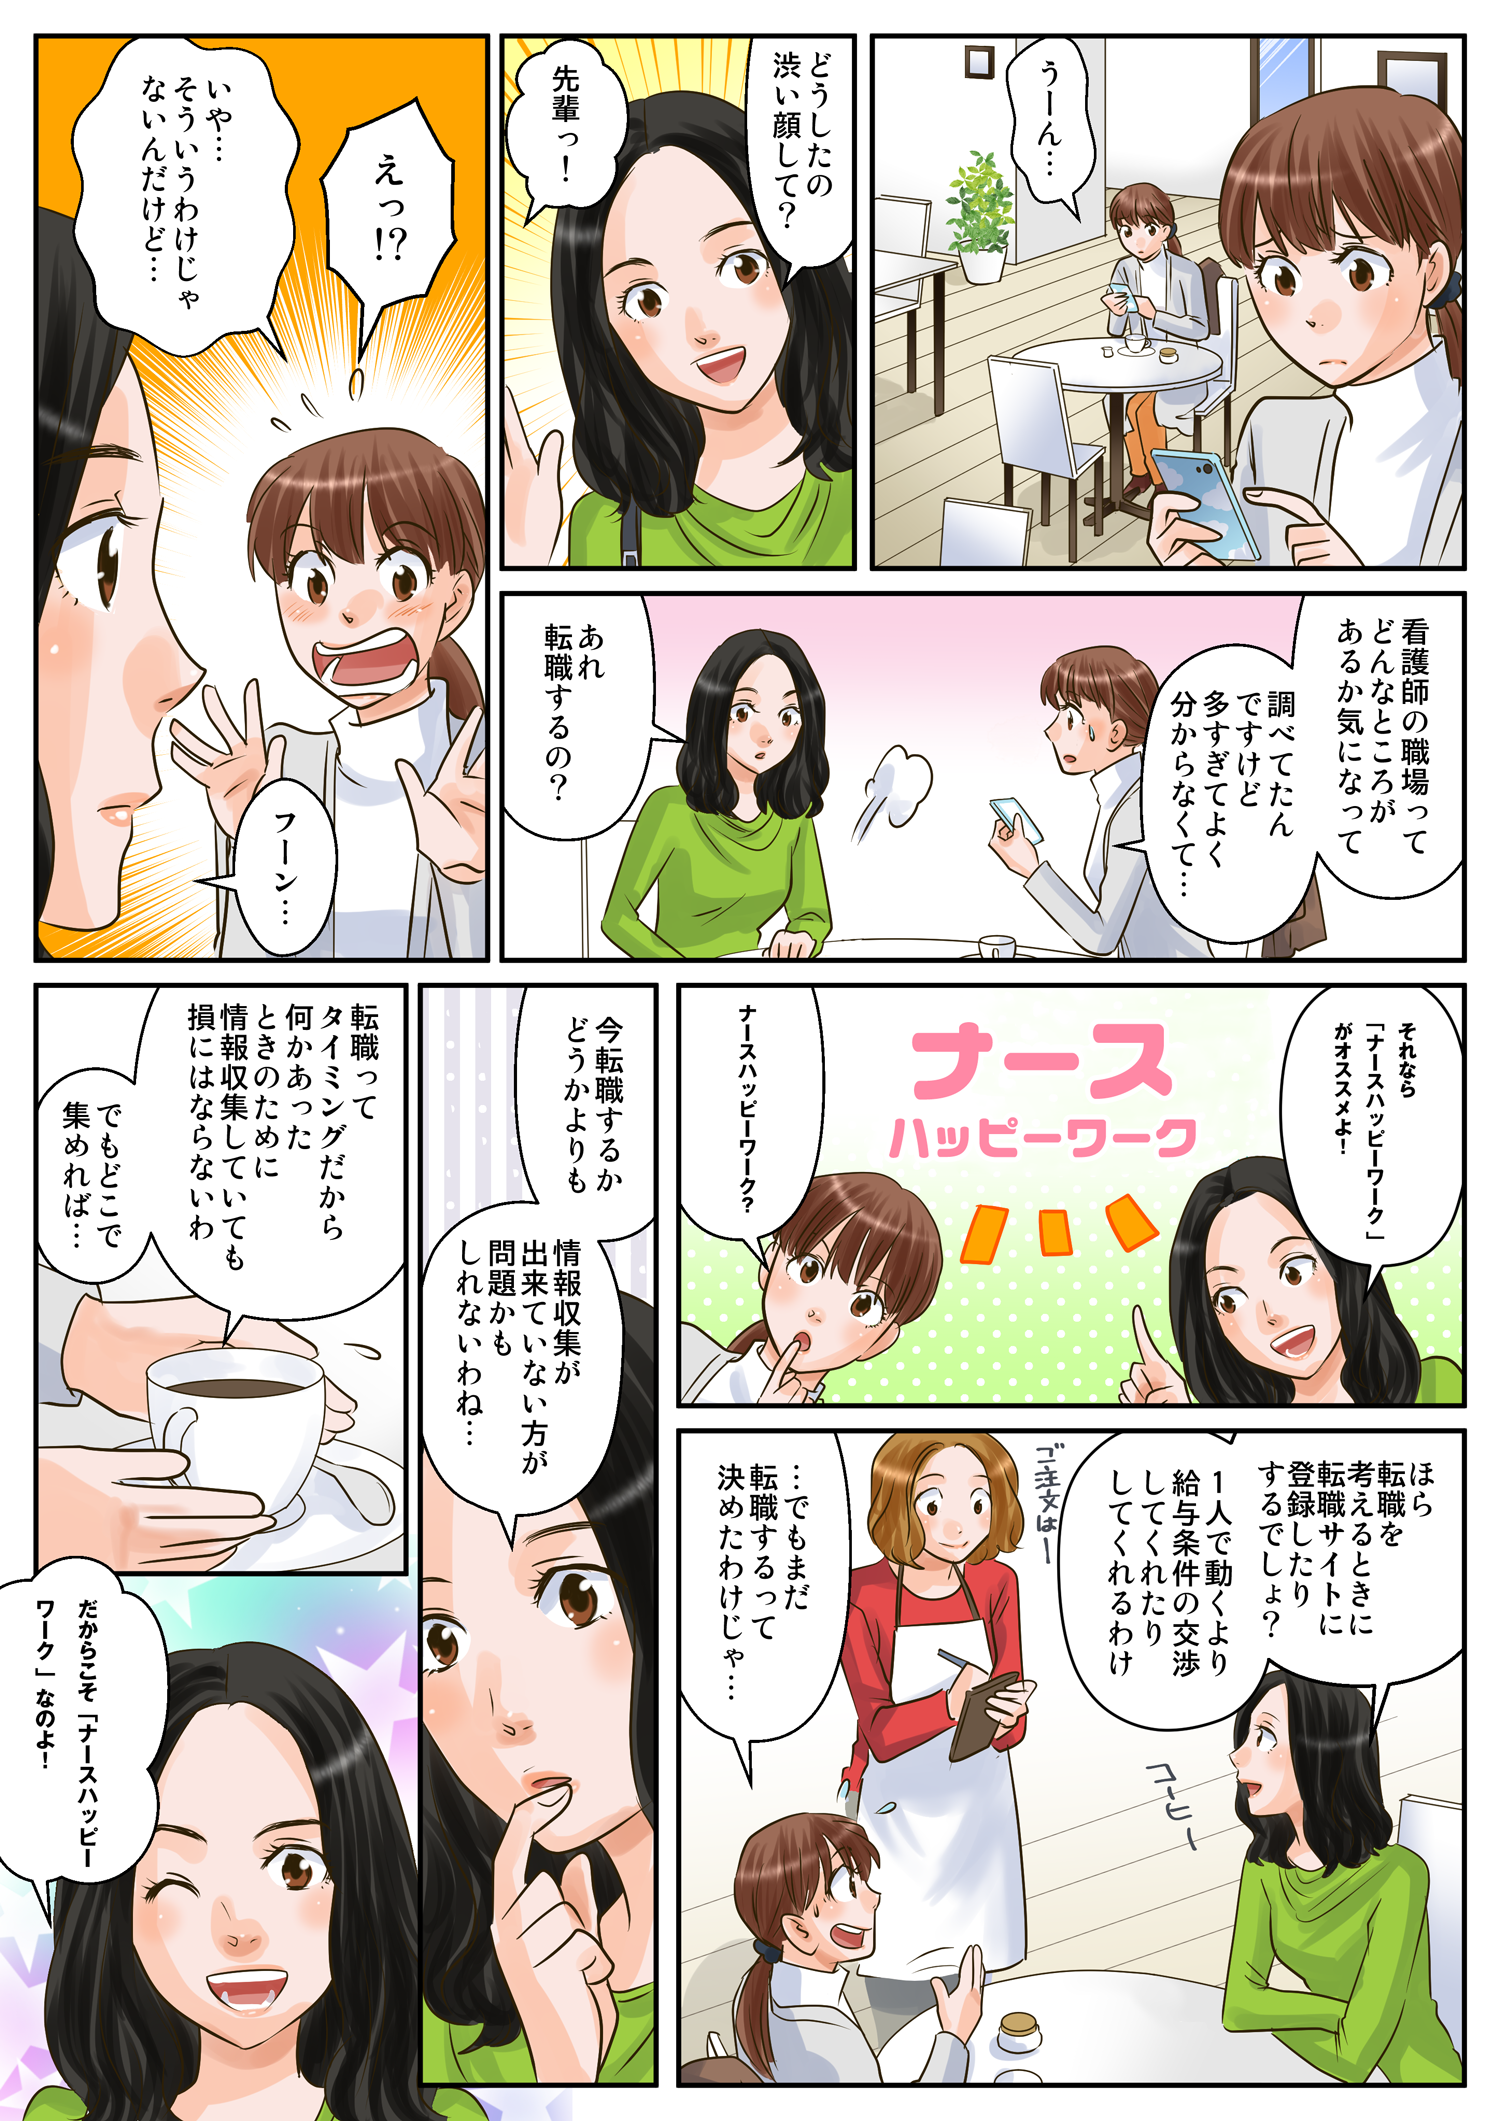 うーん…
どうしたの
渋い顔して？
先輩っ！
看護師の職場って
どんなところが
あるか気になって
調べてたん
ですけど
多すぎてよく
分からなくて…
あれ
転職するの？
えっ!?
いや…
そういうわけじゃ
ないんだけど…
フーン…
それなら
「ナースハッピーワーク」
がオススメよ！
ナース
ハッピーワーク
ナースハッピーワーク？
ほら
転職を
考えるときに
転職サイトに
登録したり
するでしょ？
１人で動くより
給与条件の交渉
してくれたり
してくれるわけ
ご注文はー
コーヒー
…でもまだ
転職するって
決めたわけじゃ…
今転職するか
どうかよりも
情報収集が
出来ていない方が
問題かも
しれないわね…
転職って
タイミングだから
何かあった
ときのために
情報収集していても
損にはならないわ
でもどこで
集めれば…
だからこそ「ナースハッピー
ワーク」なのよ！